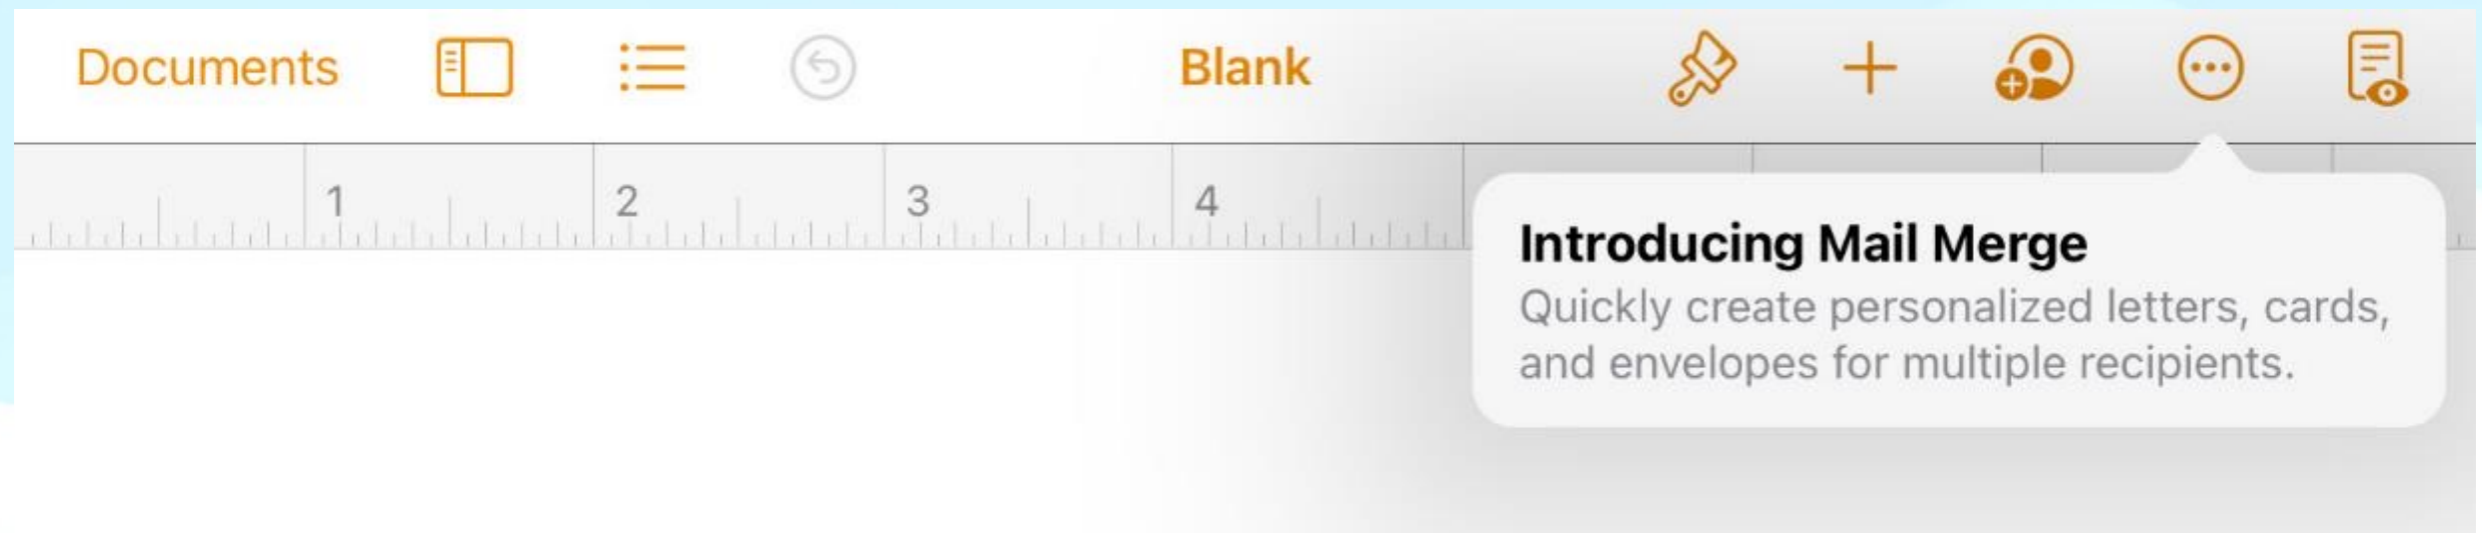 Documents
Blank
1 2 3 4
Introducing Mail Merge
Quickly create personalized letters, cards,
and envelopes for multiple recipients.